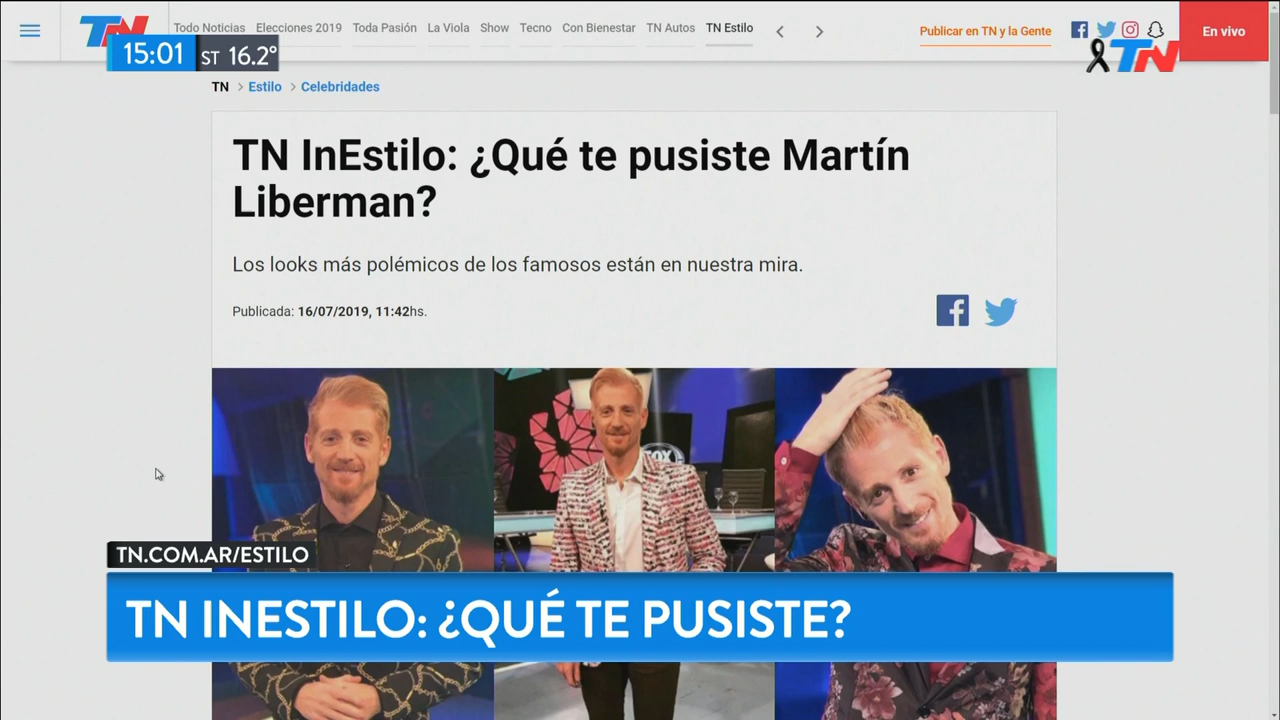 TN
Todo Noticias Elecciones 2019 Toda Pasión La Viola Show Tecno Con Bienestar TN Autos TN Estilo
Publicar en TN y la Gente
En vivo
15:01 ST 16.2°
TN
TN > Estilo > Celebridades
TN InEstilo: ¿Qué te pusiste Martín
Liberman?
Los looks más polémicos de los famosos están en nuestra mira.
Publicada: 16/07/2019, 11:42hs.
FOX
TN.COM.AR/ESTILO
TN INESTILO: ¿QUÉ TE PUSISTE?